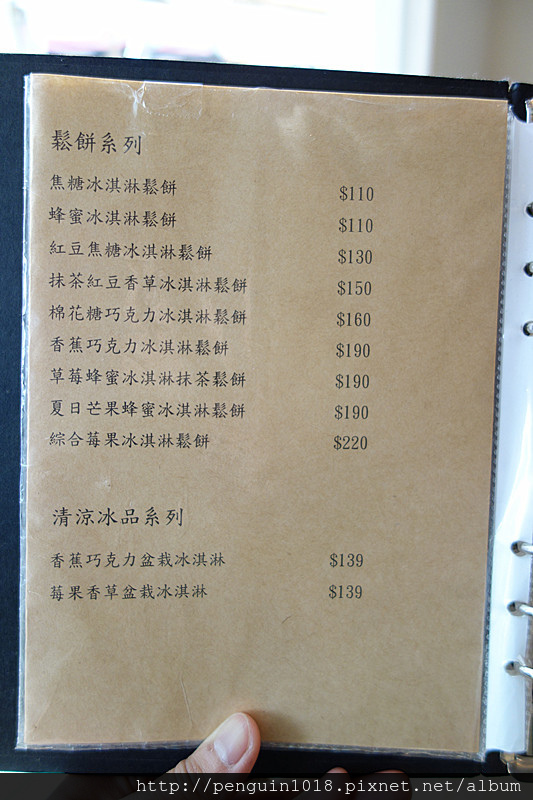 鬆餅系列
焦糖冰淇淋鬆餅 $110
蜂蜜冰淇淋鬆餅 $110
紅豆焦糖冰淇淋鬆餅 $130
抹茶紅豆香草冰淇淋鬆餅 $150
棉花糖巧克力冰淇淋鬆餅 $160
香蕉巧克力冰淇淋鬆餅 $190
草莓蜂蜜冰淇淋抹茶鬆餅 $190
夏日芒果蜂蜜冰淇淋鬆餅 $190
綜合莓果冰淇淋鬆餅 $220
清涼冰品系列
香蕉巧克力盆栽冰淇淋 $139
莓果香草盆栽冰淇淋 $139
http://penguin1018.pixnet.net/album